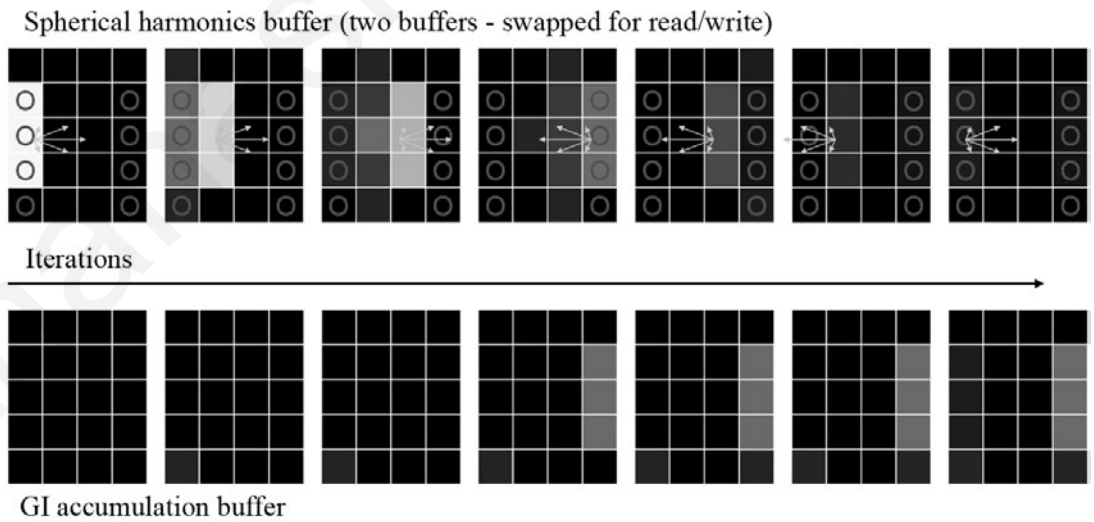 Spherical harmonics buffer (two buffers - swapped for read/write)
Iterations
GI accumulation buffer